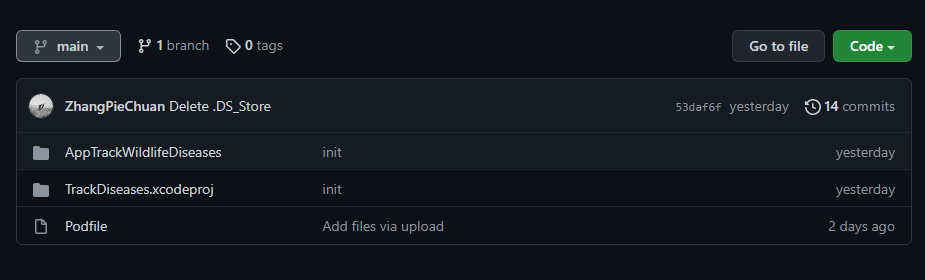 main 1 branch 0 tags Go to file Code
ZhangPieChuan Delete .DS_Store 53daf6f yesterday 14 commits
AppTrackWildlifeDiseases init yesterday
TrackDiseases.xcodeproj init yesterday
Podfile Add files via upload 2 days ago